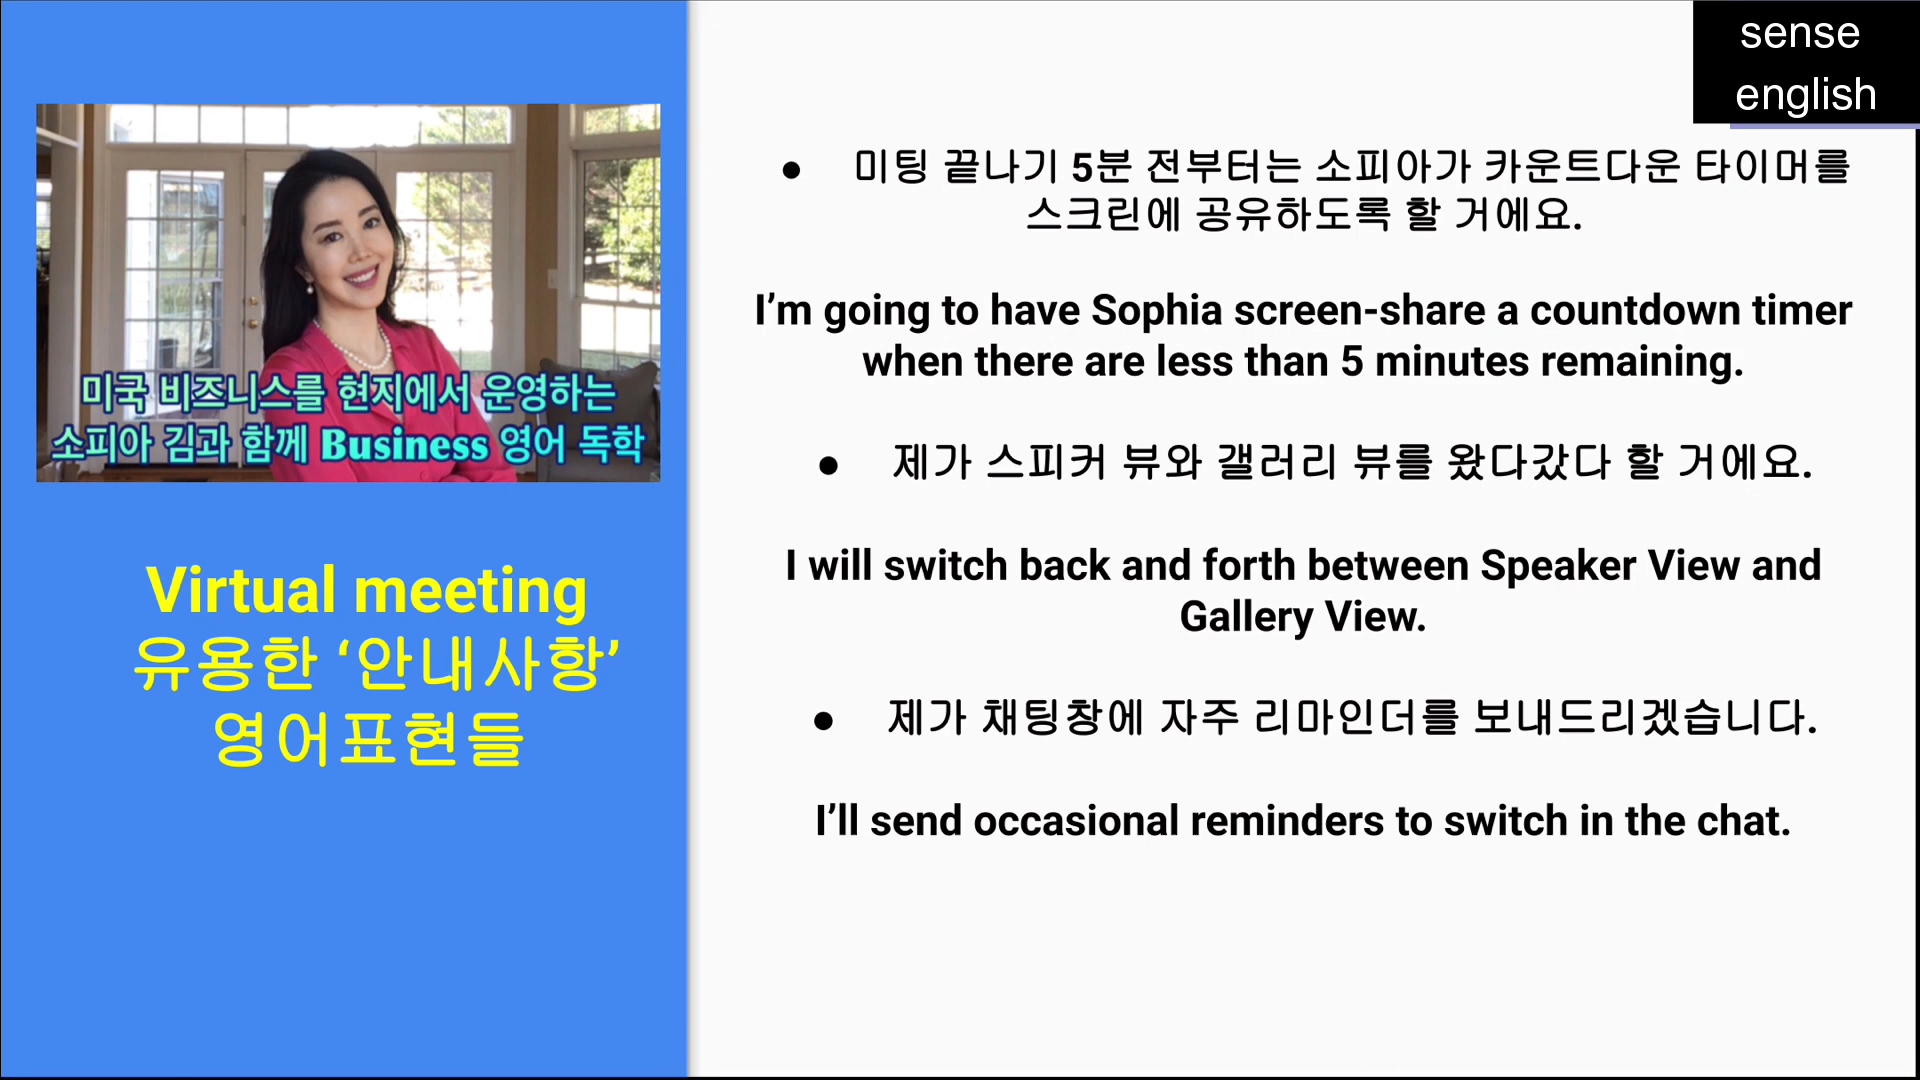 sense
english
미국 비즈니스를 현지에서 운영하는
소피아 김과 함께 Business 영어 독학
Virtual meeting
유용한 ‘안내사항’
영어표현들
● 미팅 끝나기 5분 전부터는 소피아가 카운트다운 타이머를
스크린에 공유하도록 할 거에요.
I’m going to have Sophia screen-share a countdown timer
when there are less than 5 minutes remaining.
● 제가 스피커 뷰와 갤러리 뷰를 왔다갔다 할 거에요.
I will switch back and forth between Speaker View and
Gallery View.
● 제가 채팅창에 자주 리마인더를 보내드리겠습니다.
I’ll send occasional reminders to switch in the chat.